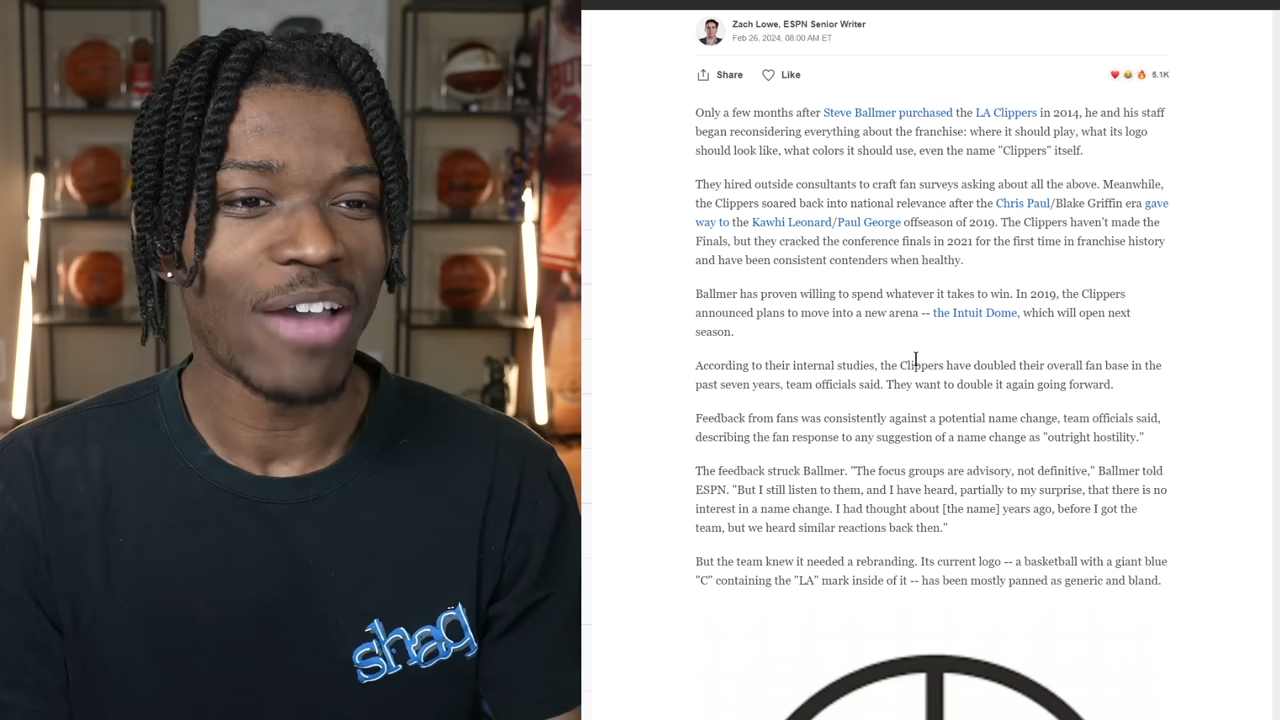 Zach Lowe, ESPN Senior Writer
Feb 26, 2024, 08:00 AM ET
Share Like 5.1K
Only a few months after Steve Ballmer purchased the LA Clippers in 2014, he and his staff
began reconsidering everything about the franchise: where it should play, what its logo
should look like, what colors it should use, even the name "Clippers" itself.
They hired outside consultants to craft fan surveys asking about all the above. Meanwhile,
the Clippers soared back into national relevance after the Chris Paul/Blake Griffin era gave
way to the Kawhi Leonard/Paul George offseason of 2019. The Clippers haven't made the
Finals, but they cracked the conference finals in 2021 for the first time in franchise history
and have been consistent contenders when healthy.
Ballmer has proven willing to spend whatever it takes to win. In 2019, the Clippers
announced plans to move into a new arena -- the Intuit Dome, which will open next
season.
According to their internal studies, the Clippers have doubled their overall fan base in the
past seven years, team officials said. They want to double it again going forward.
Feedback from fans was consistently against a potential name change, team officials said,
describing the fan response to any suggestion of a name change as "outright hostility."
The feedback struck Ballmer. "The focus groups are advisory, not definitive," Ballmer told
ESPN. "But I still listen to them, and I have heard, partially to my surprise, that there is no
interest in a name change. I had thought about [the name] years ago, before I got the
team, but we heard similar reactions back then."
But the team knew it needed a rebranding. Its current logo -- a basketball with a giant blue
"C" containing the "LA" mark inside of it -- has been mostly panned as generic and bland.
shaq